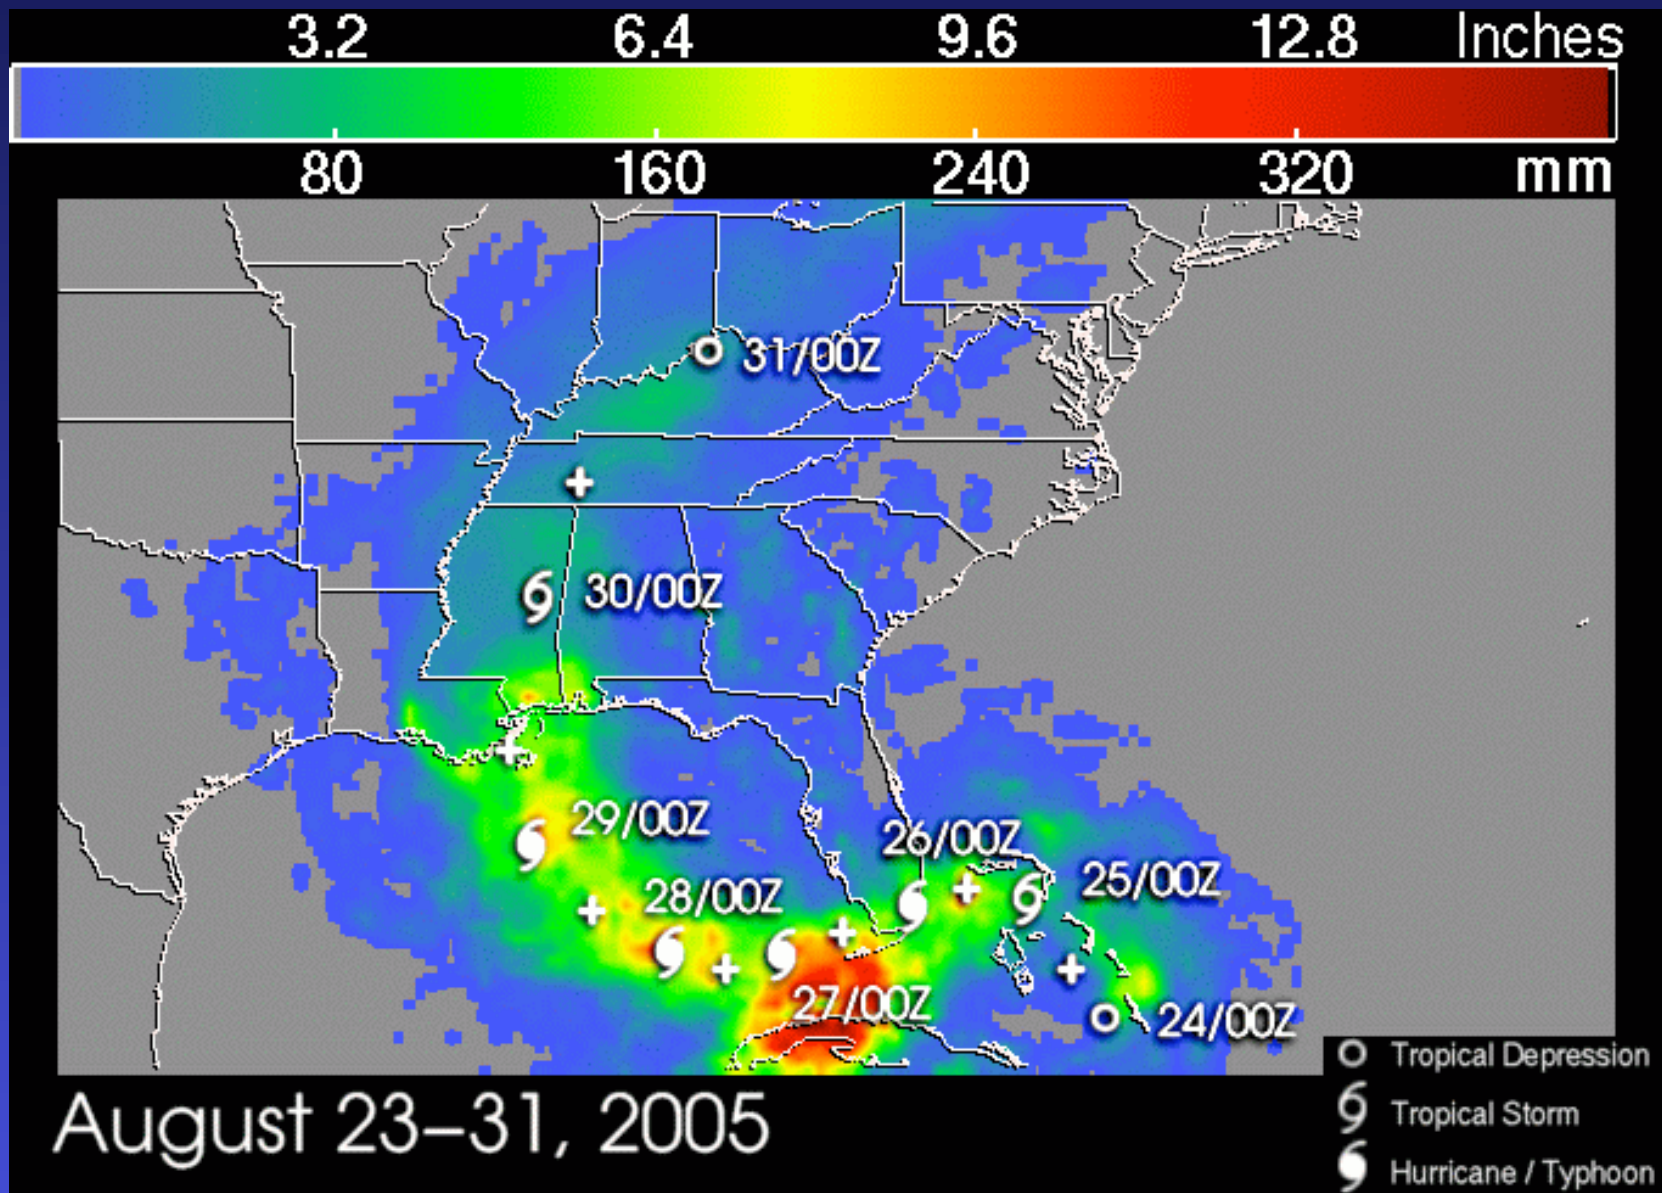 3.2 6.4 9.6 12.8 Inches
80 160 240 320 mm
31/00Z
30/00Z
29/00Z
26/00Z
28/00Z
25/00Z
27/00Z
24/00Z
Tropical Depression
Tropical Storm
Hurricane / Typhoon
August 23-31, 2005